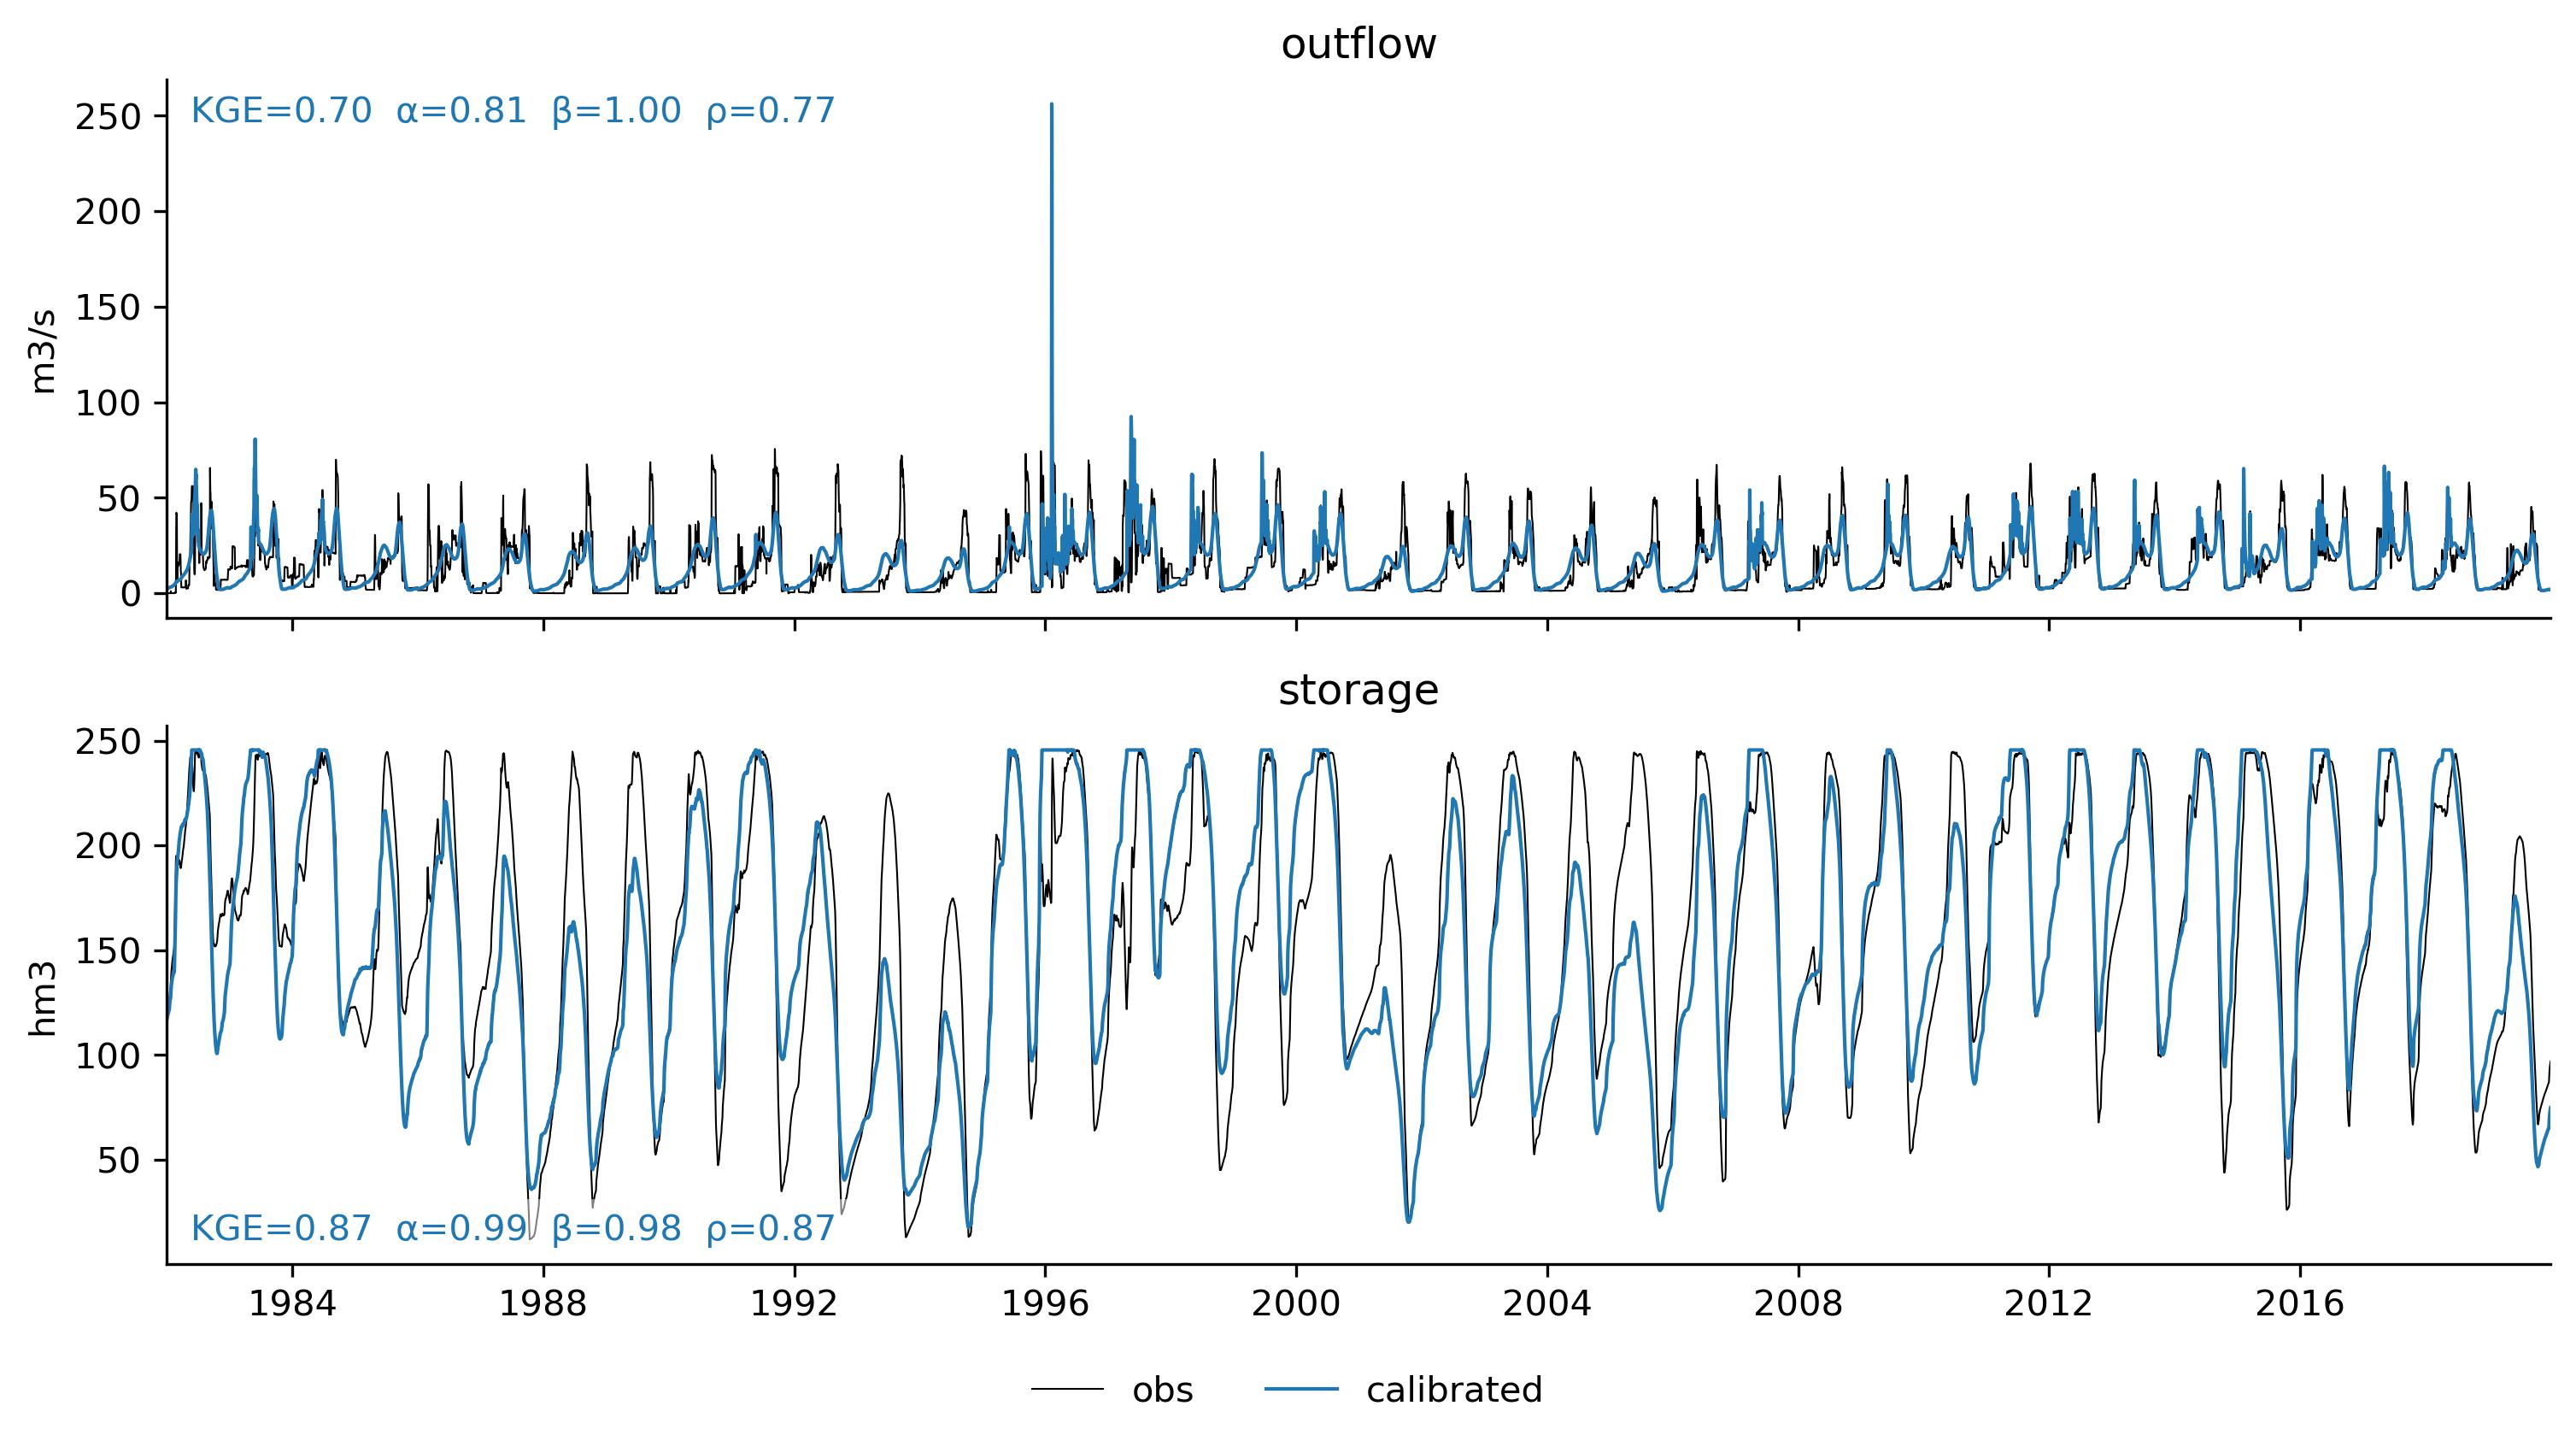 outflow
KGE=0.70 α=0.81 β=1.00 ρ=0.77
250
200
150
100
50
0
m3/s
storage
250
200
150
100
50
hm3
KGE=0.87 α=0.99 β=0.98 ρ=0.87
1984 1988 1992 1996 2000 2004 2008 2012 2016
obs calibrated